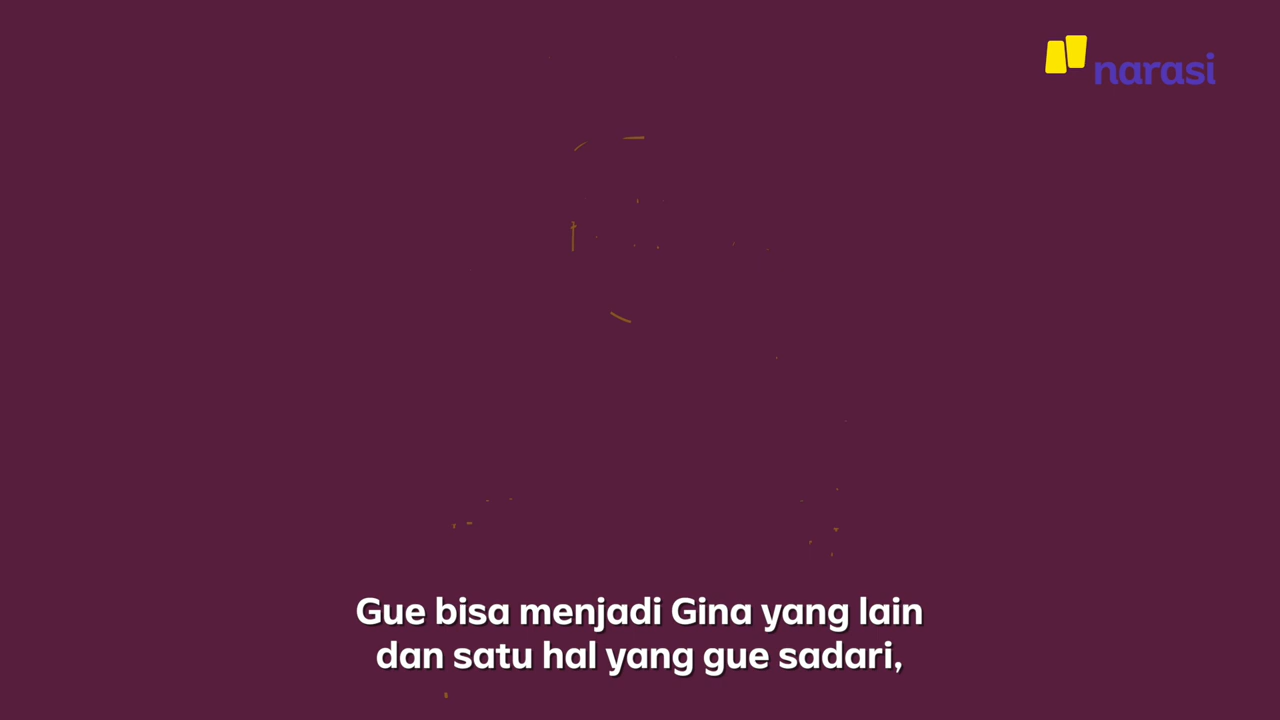 narasi
Gue bisa menjadi Gina yang lain
dan satu hal yang gue sadari,